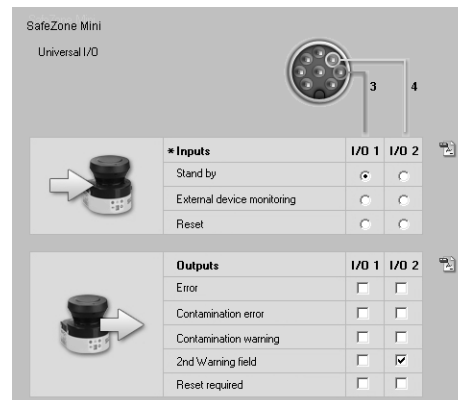 SafeZone Mini
Universal I/O
3 4
* Inputs I/O 1 I/O 2
Stand by
External device monitoring
Reset
Outputs I/O 1 I/O 2
Error
Contamination error
Contamination warning
2nd Warning field
Reset required